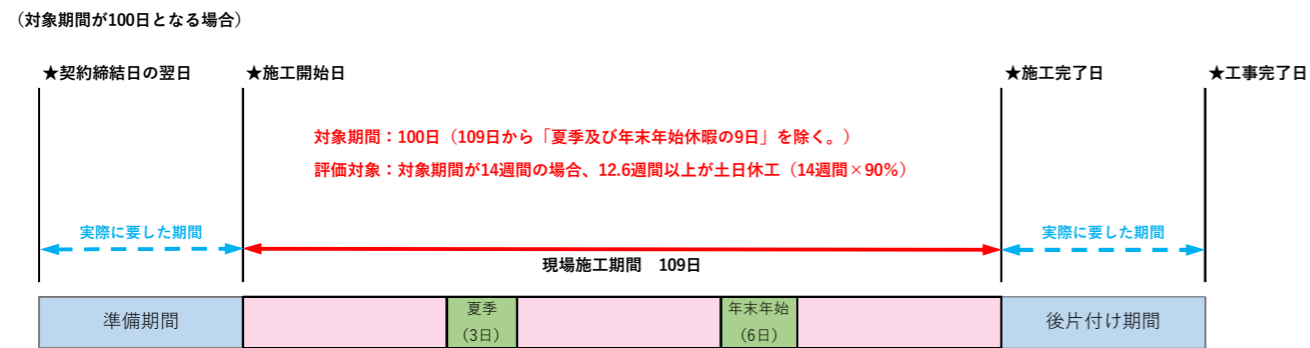 （対象期間が100日となる場合）
★契約締結日の翌日
★施工開始日
★施工完了日
★工事完了日
対象期間：100日（109日から「夏季及び年末年始休暇の9日」を除く。）
評価対象：対象期間が14週間の場合、12.6週間以上が土日休工（14週間×90％）
実際に要した期間
実際に要した期間
現場施工期間　109日
準備期間
夏季
（3日）
年末年始
（6日）
後片付け期間